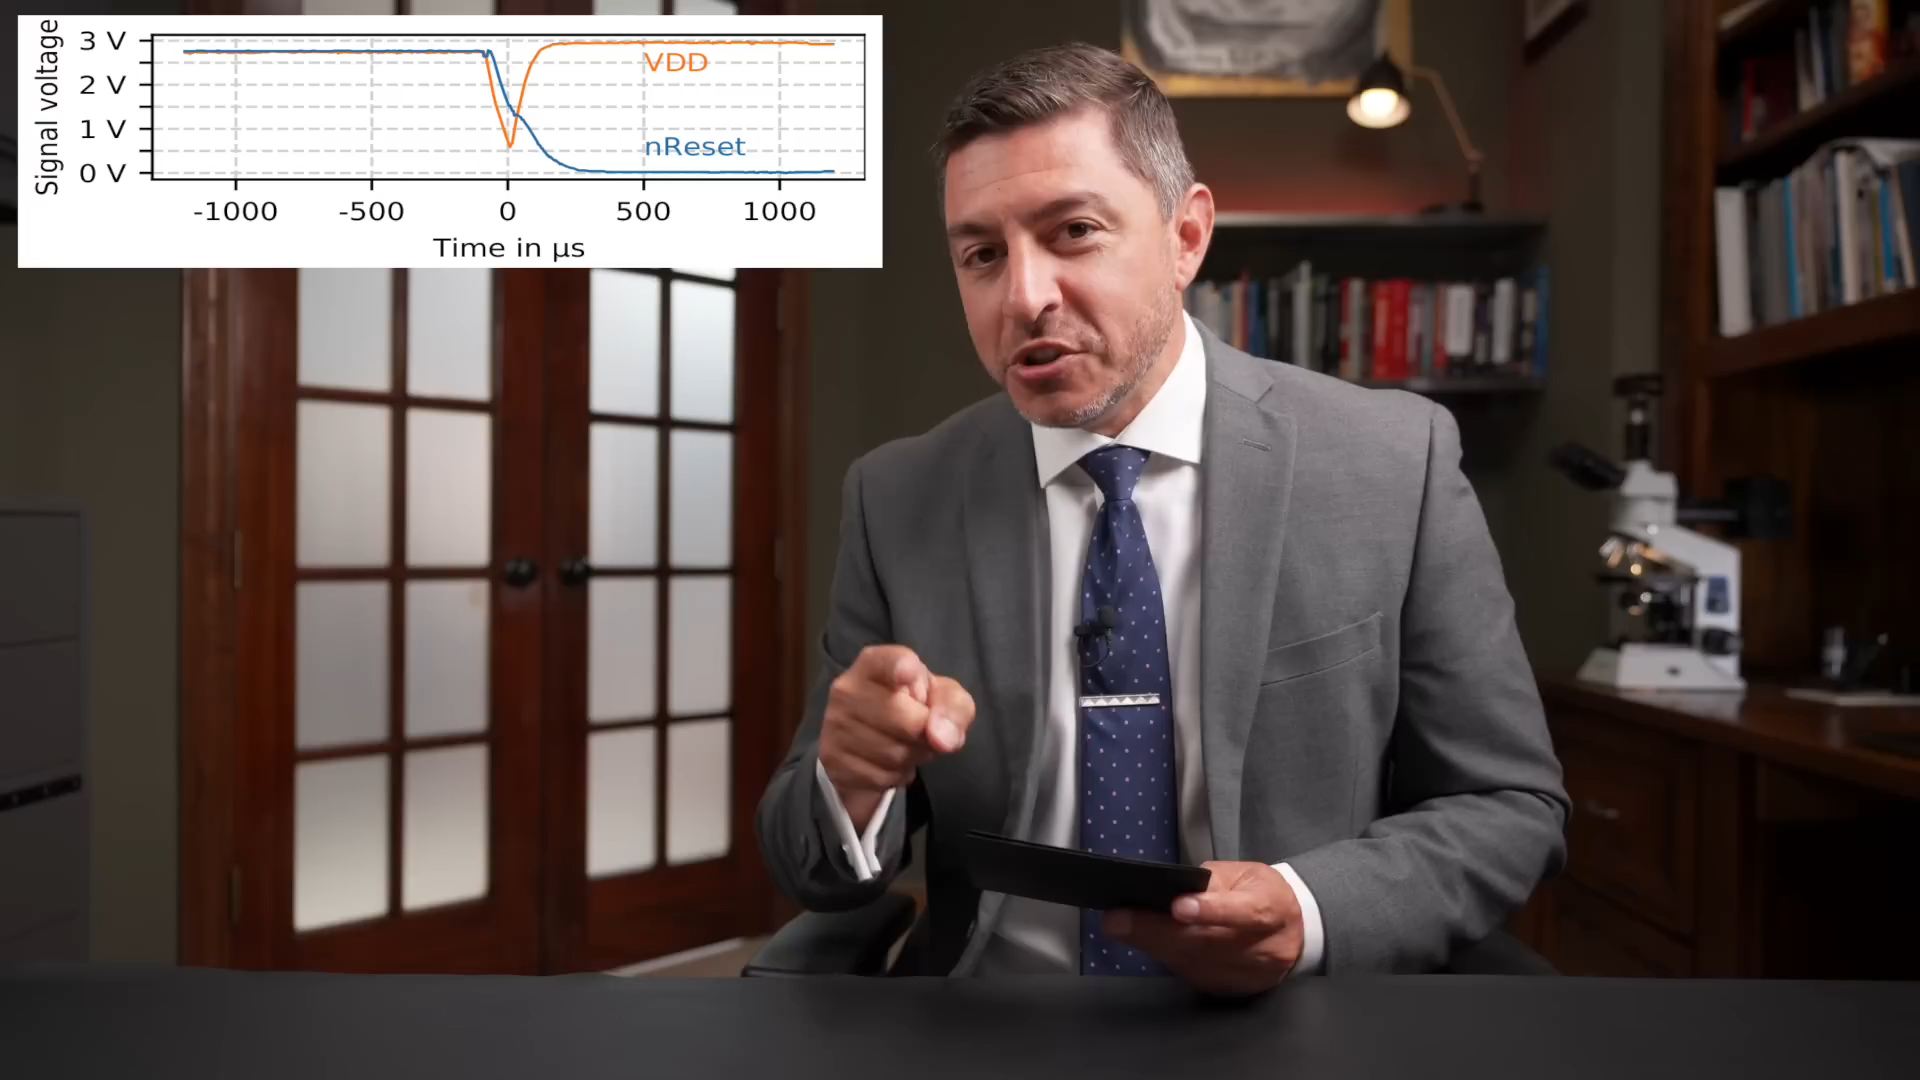 Signal voltage
3 V
VDD
2 V
1 V
nReset
0 V
-1000 -500 0 500 1000
Time in µs